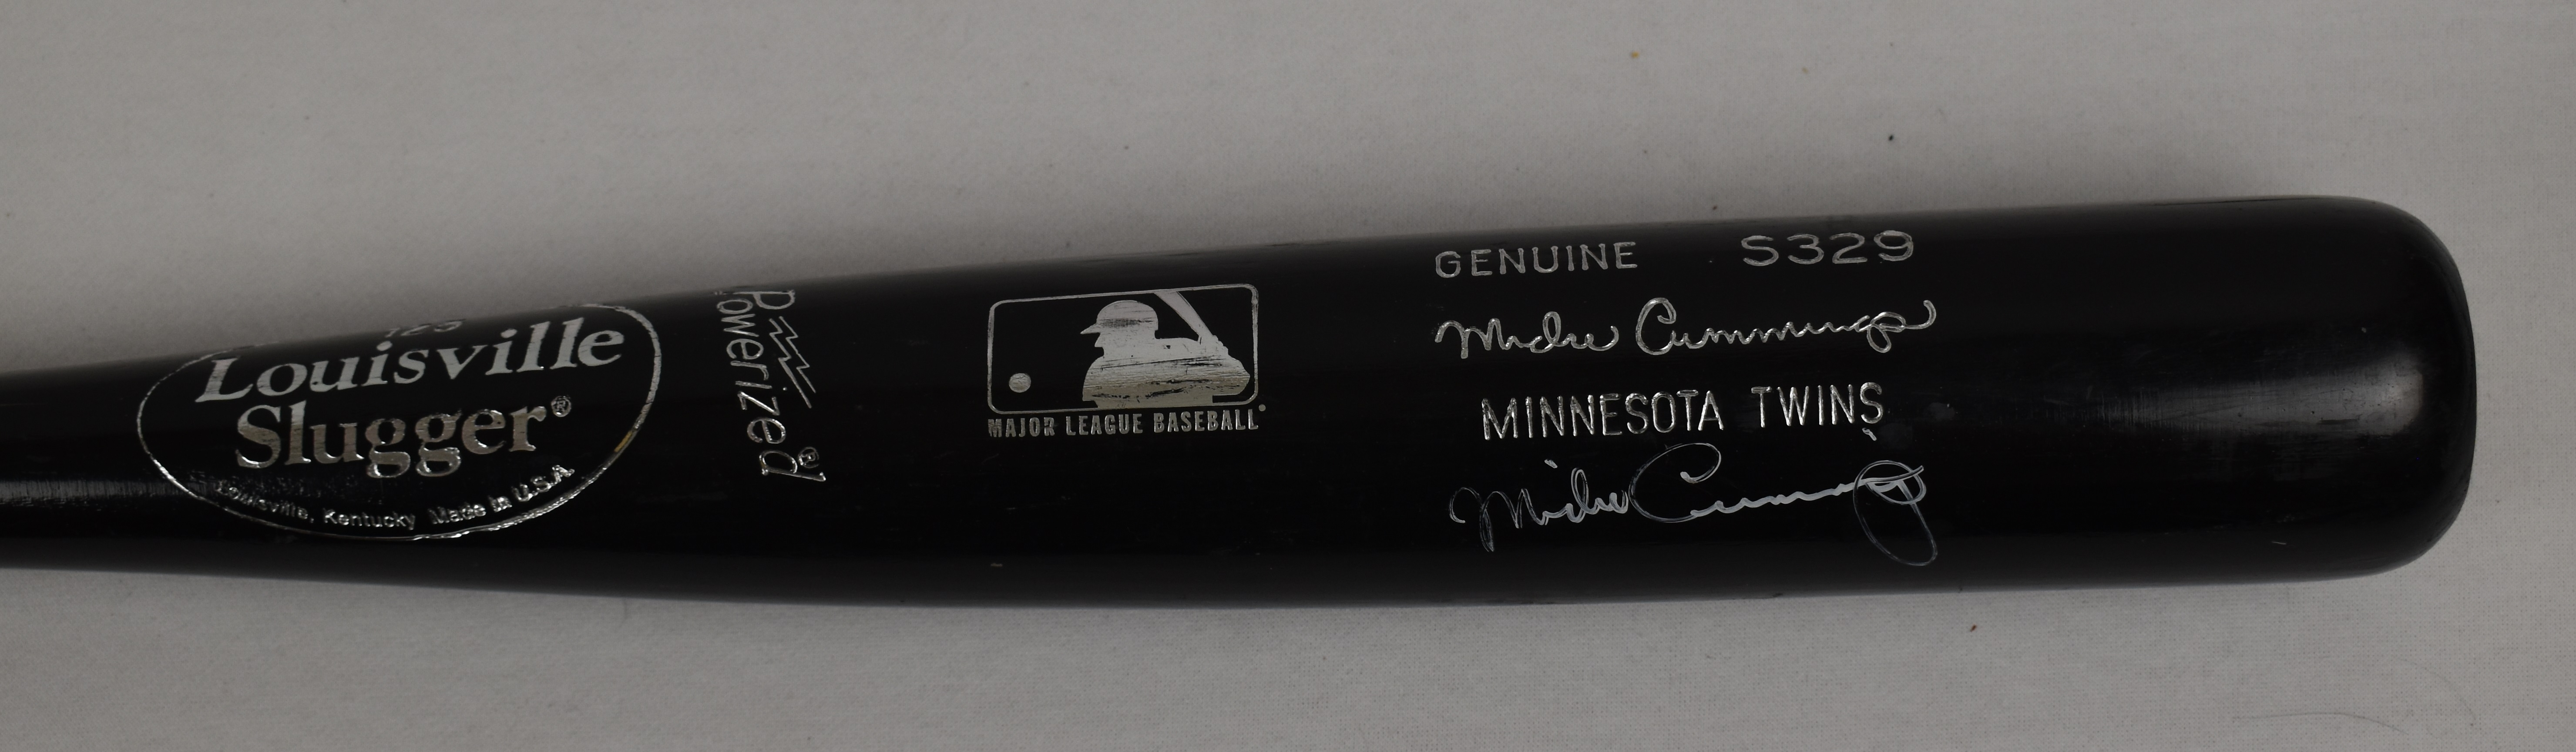 125
Louisville
Slugger®
Louisville, Kentucky Made in U.S.A.
Powerized®
MAJOR LEAGUE BASEBALL
GENUINE S329
Midre Cummings
MINNESOTA TWINS
Midre Cummings